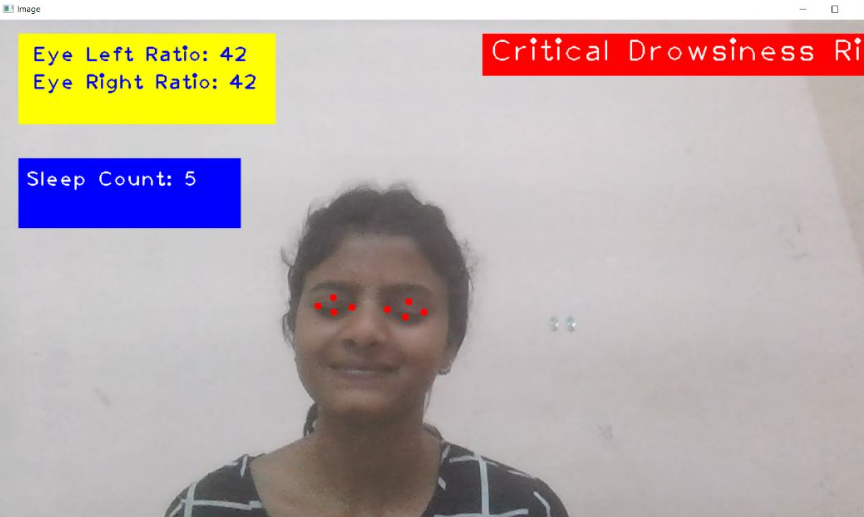 Image
Eye Left Ratio: 42
Eye Right Ratio: 42
Critical Drowsiness Ri
Sleep Count: 5